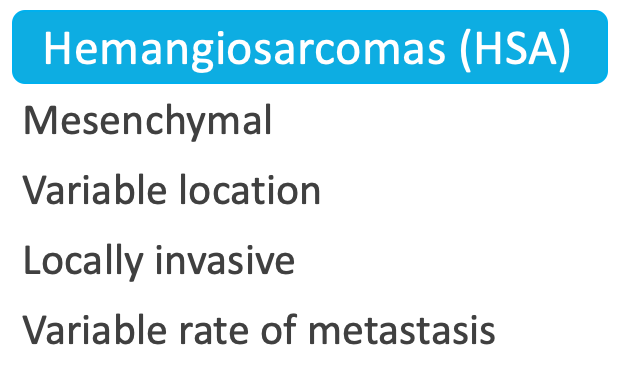 Hemangiosarcomas (HSA)
Mesenchymal
Variable location
Locally invasive
Variable rate of metastasis